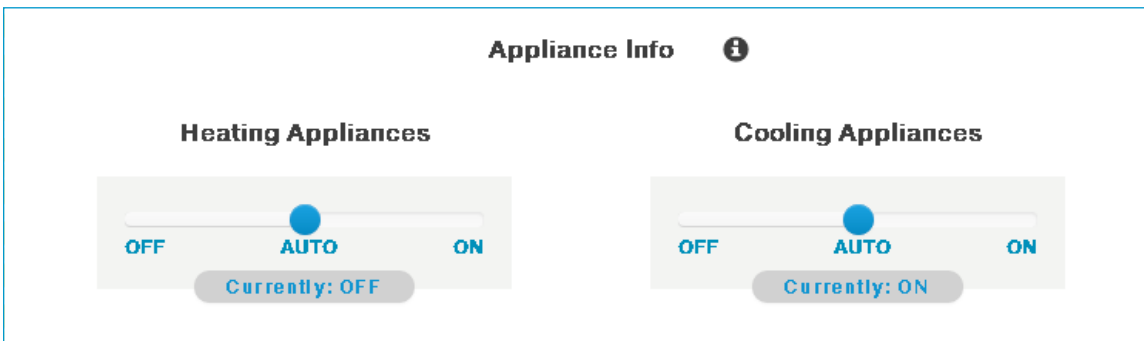 Appliance Info
Heating Appliances
Cooling Appliances
OFF AUTO ON
OFF AUTO ON
Currently: OFF
Currently: ON